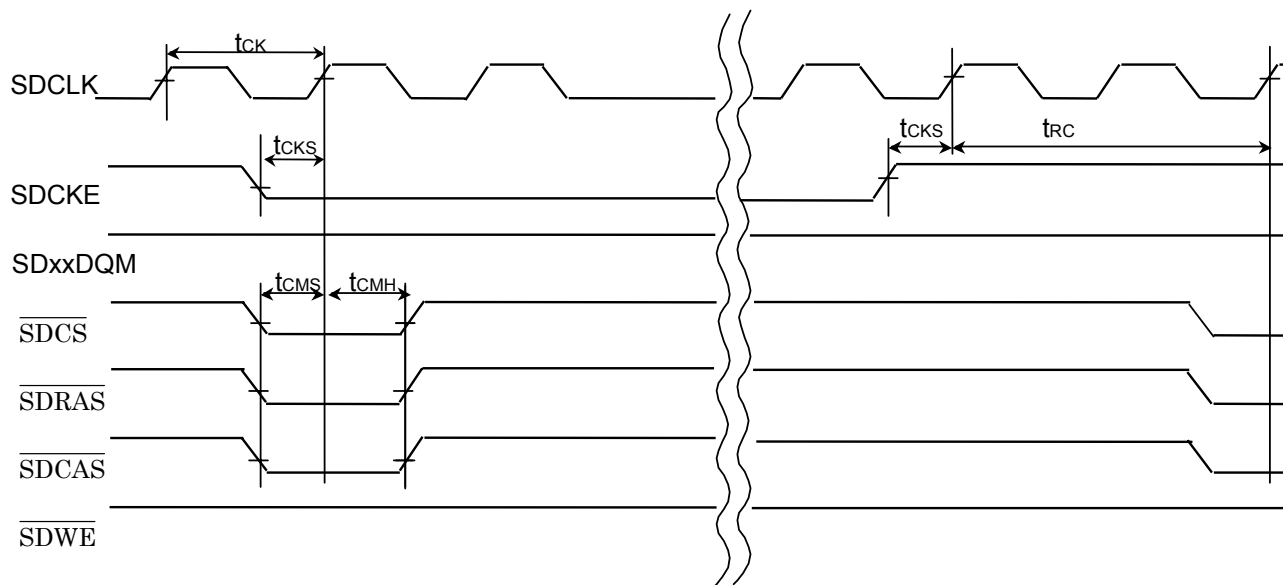 tCK
SDCLK
tCKS
tCKS
tRC
SDCKE
SDxxDQM
tCMS
tCMH
SDCS
SDRAS
SDCAS
SDWE